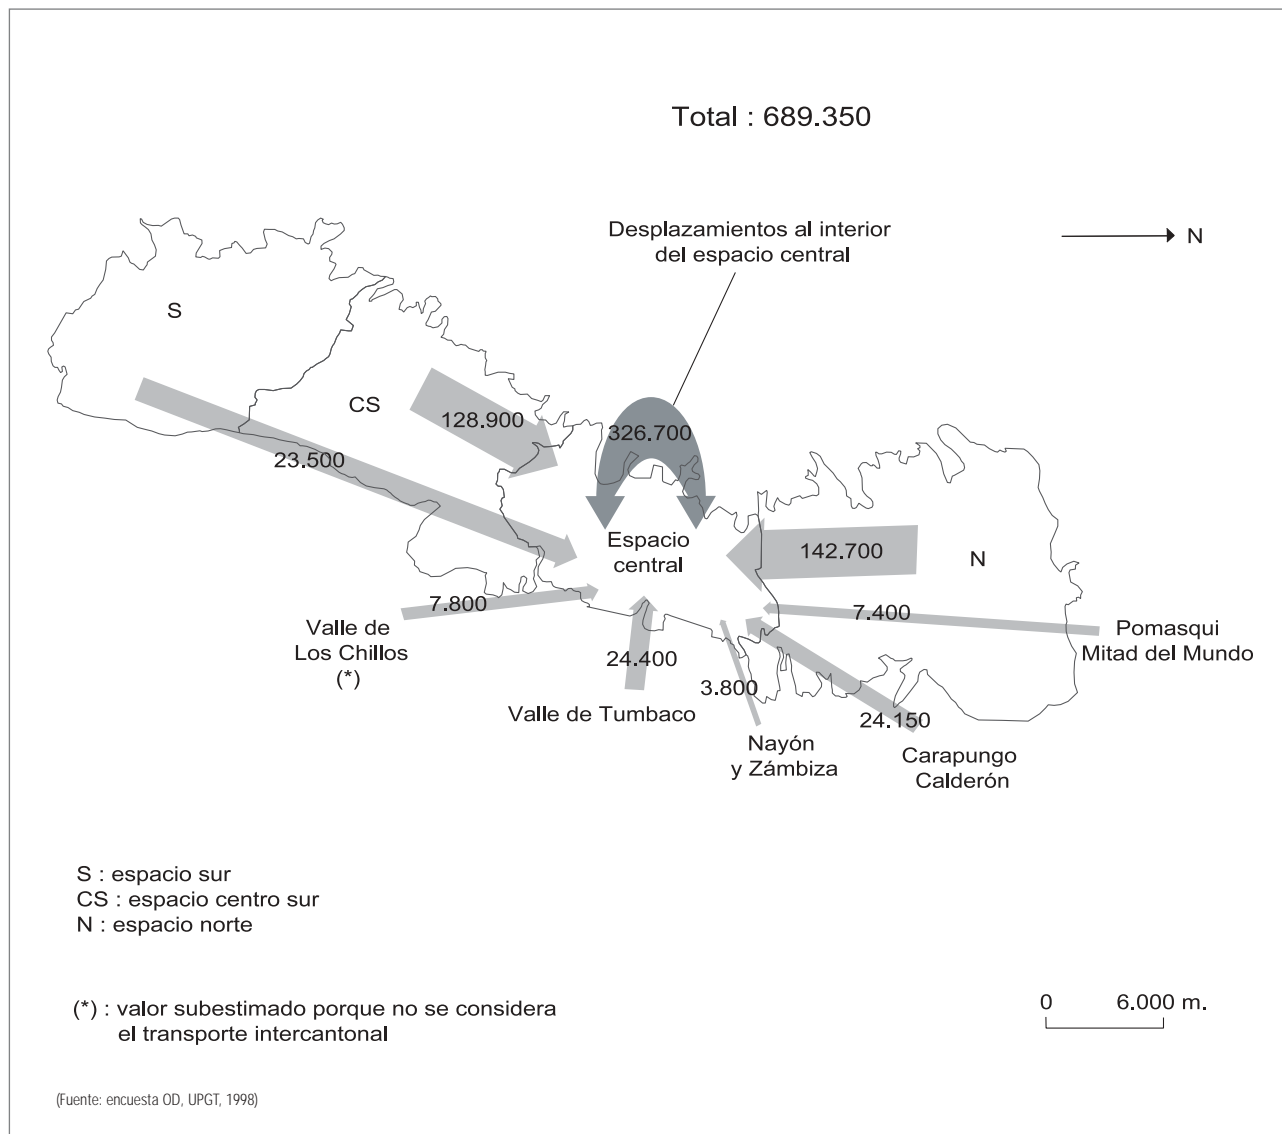 Total : 689.350
Desplazamientos al interior
del espacio central
N
S
CS
128.900
326.700
23.500
Espacio
central
142.700
N
7.800
7.400
Valle de
Los Chillos
(*)
24.400
Valle de Tumbaco
3.800
Nayón
y Zámbiza
24.150
Carapungo
Calderón
Pomasqui
Mitad del Mundo
S : espacio sur
CS : espacio centro sur
N : espacio norte
(*) : valor subestimado porque no se considera
el transporte intercantonal
0 6.000 m.
(Fuente: encuesta OD, UPGT, 1998)